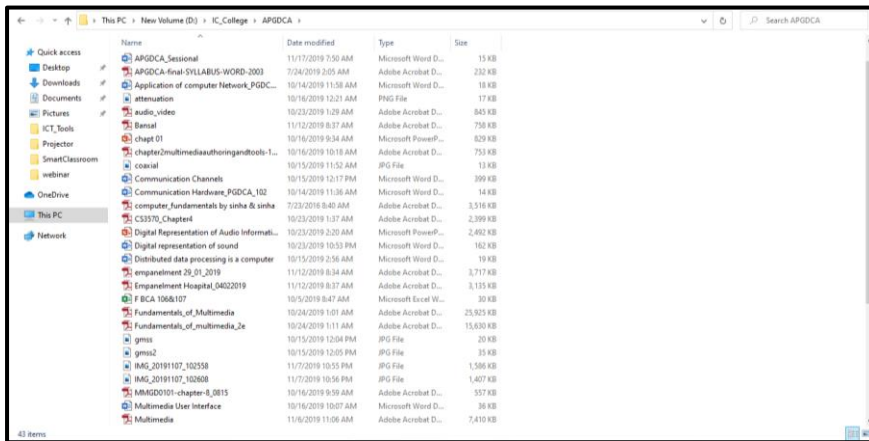 This PC > New Volume (D:) > IC_College > APGDCA >
Search APGDCA
Name Date modified Type Size
Quick access
Desktop
Downloads
Documents
Pictures
ICT_Tools
Projector
SmartClassroom
webinar
OneDrive
This PC
Network
APGDCA_Sessional 11/17/2019 7:50 AM Microsoft Word D... 15 KB
APGDCA-final-SYLLABUS-WORD-2003 7/24/2019 2:05 AM Adobe Acrobat D... 232 KB
Application of computer Network_PGDC... 10/14/2019 11:58 AM Microsoft Word D... 18 KB
attenuation 10/16/2019 12:21 AM PNG File 17 KB
audio_video 10/23/2019 1:29 AM Adobe Acrobat D... 845 KB
Bansal 11/12/2019 8:37 AM Adobe Acrobat D... 758 KB
chapt 01 10/16/2019 9:34 AM Microsoft PowerP... 829 KB
chapter2multimediaauthoringandtools-1... 10/16/2019 10:18 AM Adobe Acrobat D... 753 KB
coaxial 10/15/2019 11:52 AM JPG File 13 KB
Communication Channels 10/15/2019 12:17 PM Microsoft Word D... 399 KB
Communication Hardware_PGDCA_102 10/14/2019 11:36 AM Microsoft Word D... 14 KB
computer_fundamentals by sinha & sinha 7/23/2016 8:40 AM Adobe Acrobat D... 3,516 KB
CS3570_Chapter4 10/23/2019 1:37 AM Adobe Acrobat D... 2,399 KB
Digital Representation of Audio Informati... 10/23/2019 2:20 AM Microsoft PowerP... 2,492 KB
Digital representation of sound 10/23/2019 10:53 PM Microsoft Word D... 162 KB
Distributed data processing is a computer 10/15/2019 2:56 AM Microsoft Word D... 19 KB
empanelment 29_01_2019 11/12/2019 8:34 AM Adobe Acrobat D... 3,717 KB
Empanelment Hoapital_04022019 11/12/2019 8:37 AM Adobe Acrobat D... 3,135 KB
F BCA 106&107 10/5/2019 8:47 AM Microsoft Excel W... 30 KB
Fundamentals_of_Multimedia 10/24/2019 1:01 AM Adobe Acrobat D... 25,925 KB
Fundamentals_of_multimedia_2e 10/24/2019 1:11 AM Adobe Acrobat D... 15,630 KB
gmss 10/15/2019 12:04 PM JPG File 20 KB
gmss2 10/15/2019 12:05 PM JPG File 35 KB
IMG_20191107_102558 11/7/2019 10:55 PM JPG File 1,586 KB
IMG_20191107_102608 11/7/2019 10:56 PM JPG File 1,407 KB
MMGD0101-chapter-8_0815 10/16/2019 9:59 AM Adobe Acrobat D... 557 KB
Multimedia User Interface 10/16/2019 10:07 AM Microsoft Word D... 36 KB
Multimedia 11/6/2019 11:06 AM Adobe Acrobat D... 7,410 KB
43 items